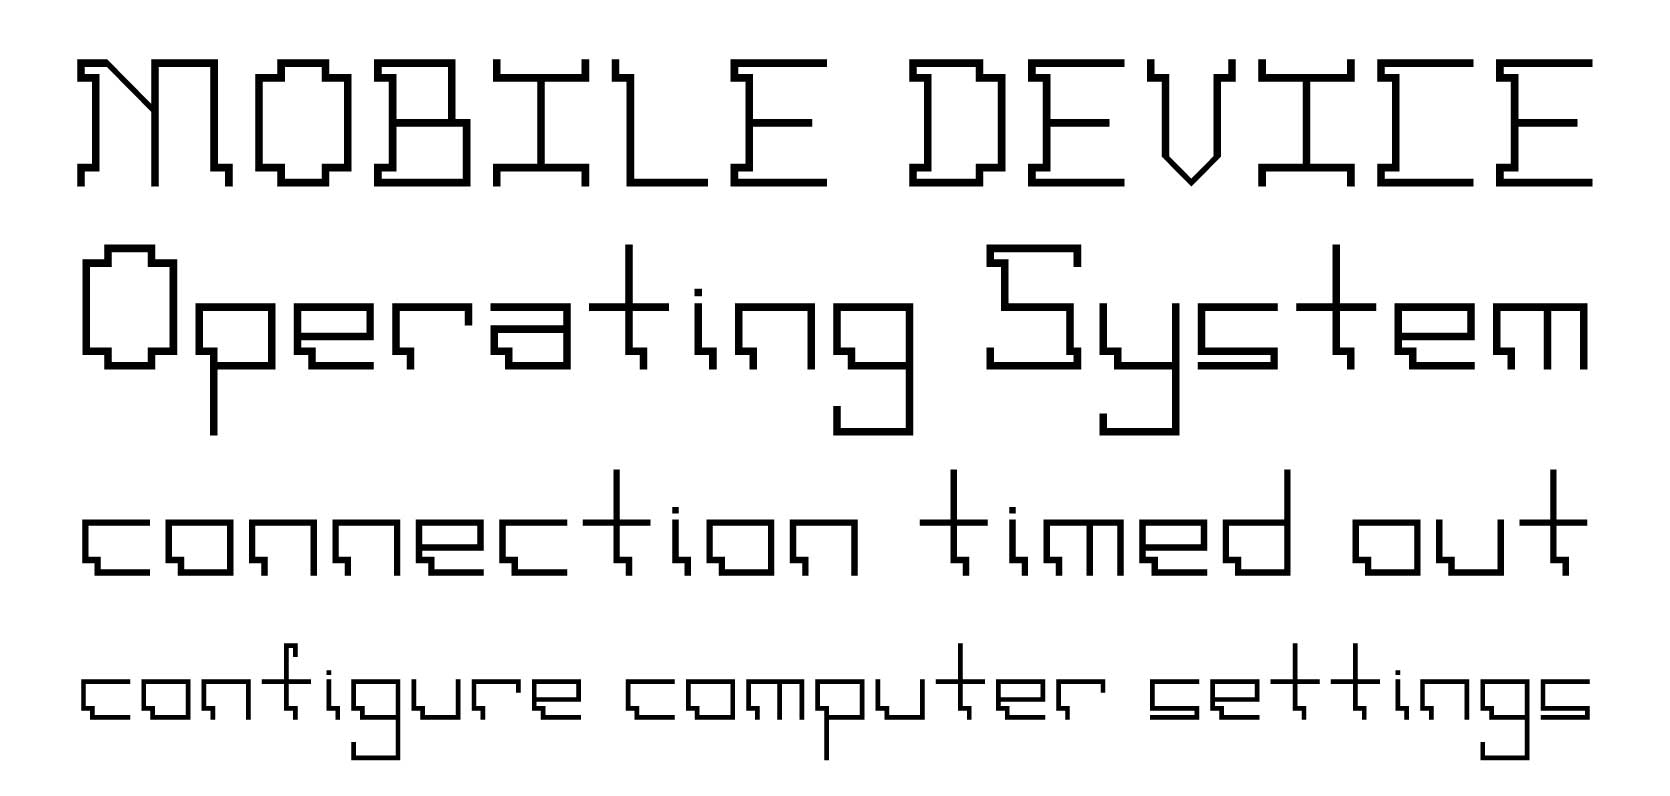 MOBILE DEVICE
Operating System
connection timed out
configure computer settings